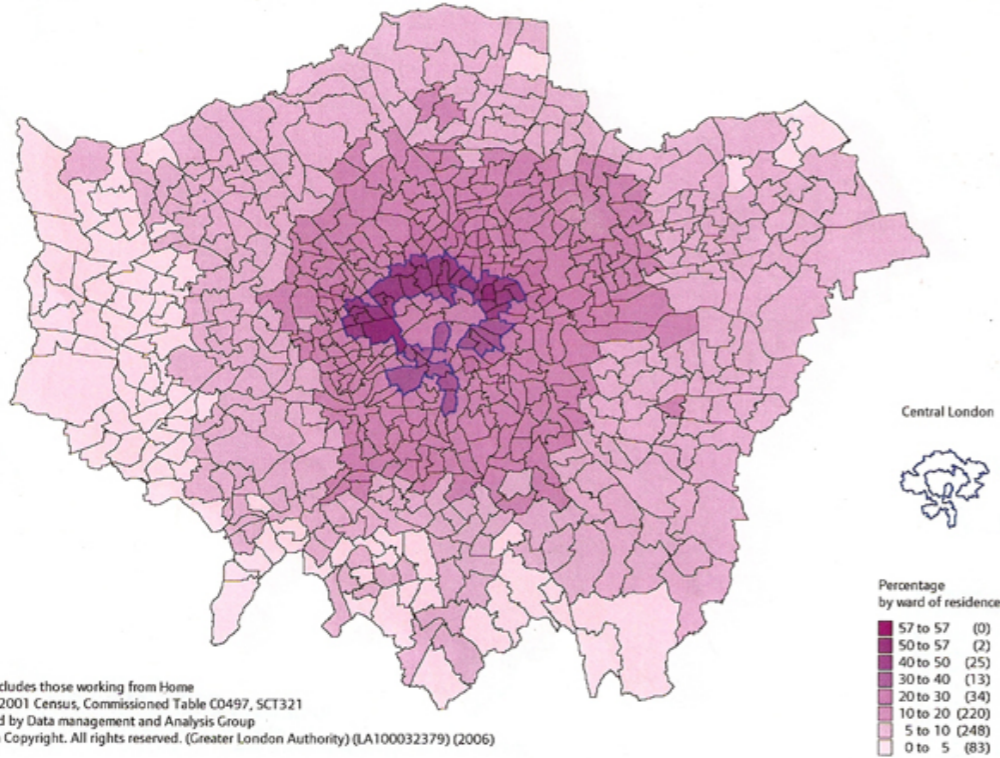 Central London
Percentage
by ward of residence
57 to 57 (0)
50 to 57 (2)
40 to 50 (25)
30 to 40 (13)
20 to 30 (34)
10 to 20 (220)
5 to 10 (248)
0 to 5 (83)
cludes those working from Home
2001 Census, Commissioned Table C0497, SCT321
d by Data management and Analysis Group
Copyright. All rights reserved. (Greater London Authority) (LA100032379) (2006)